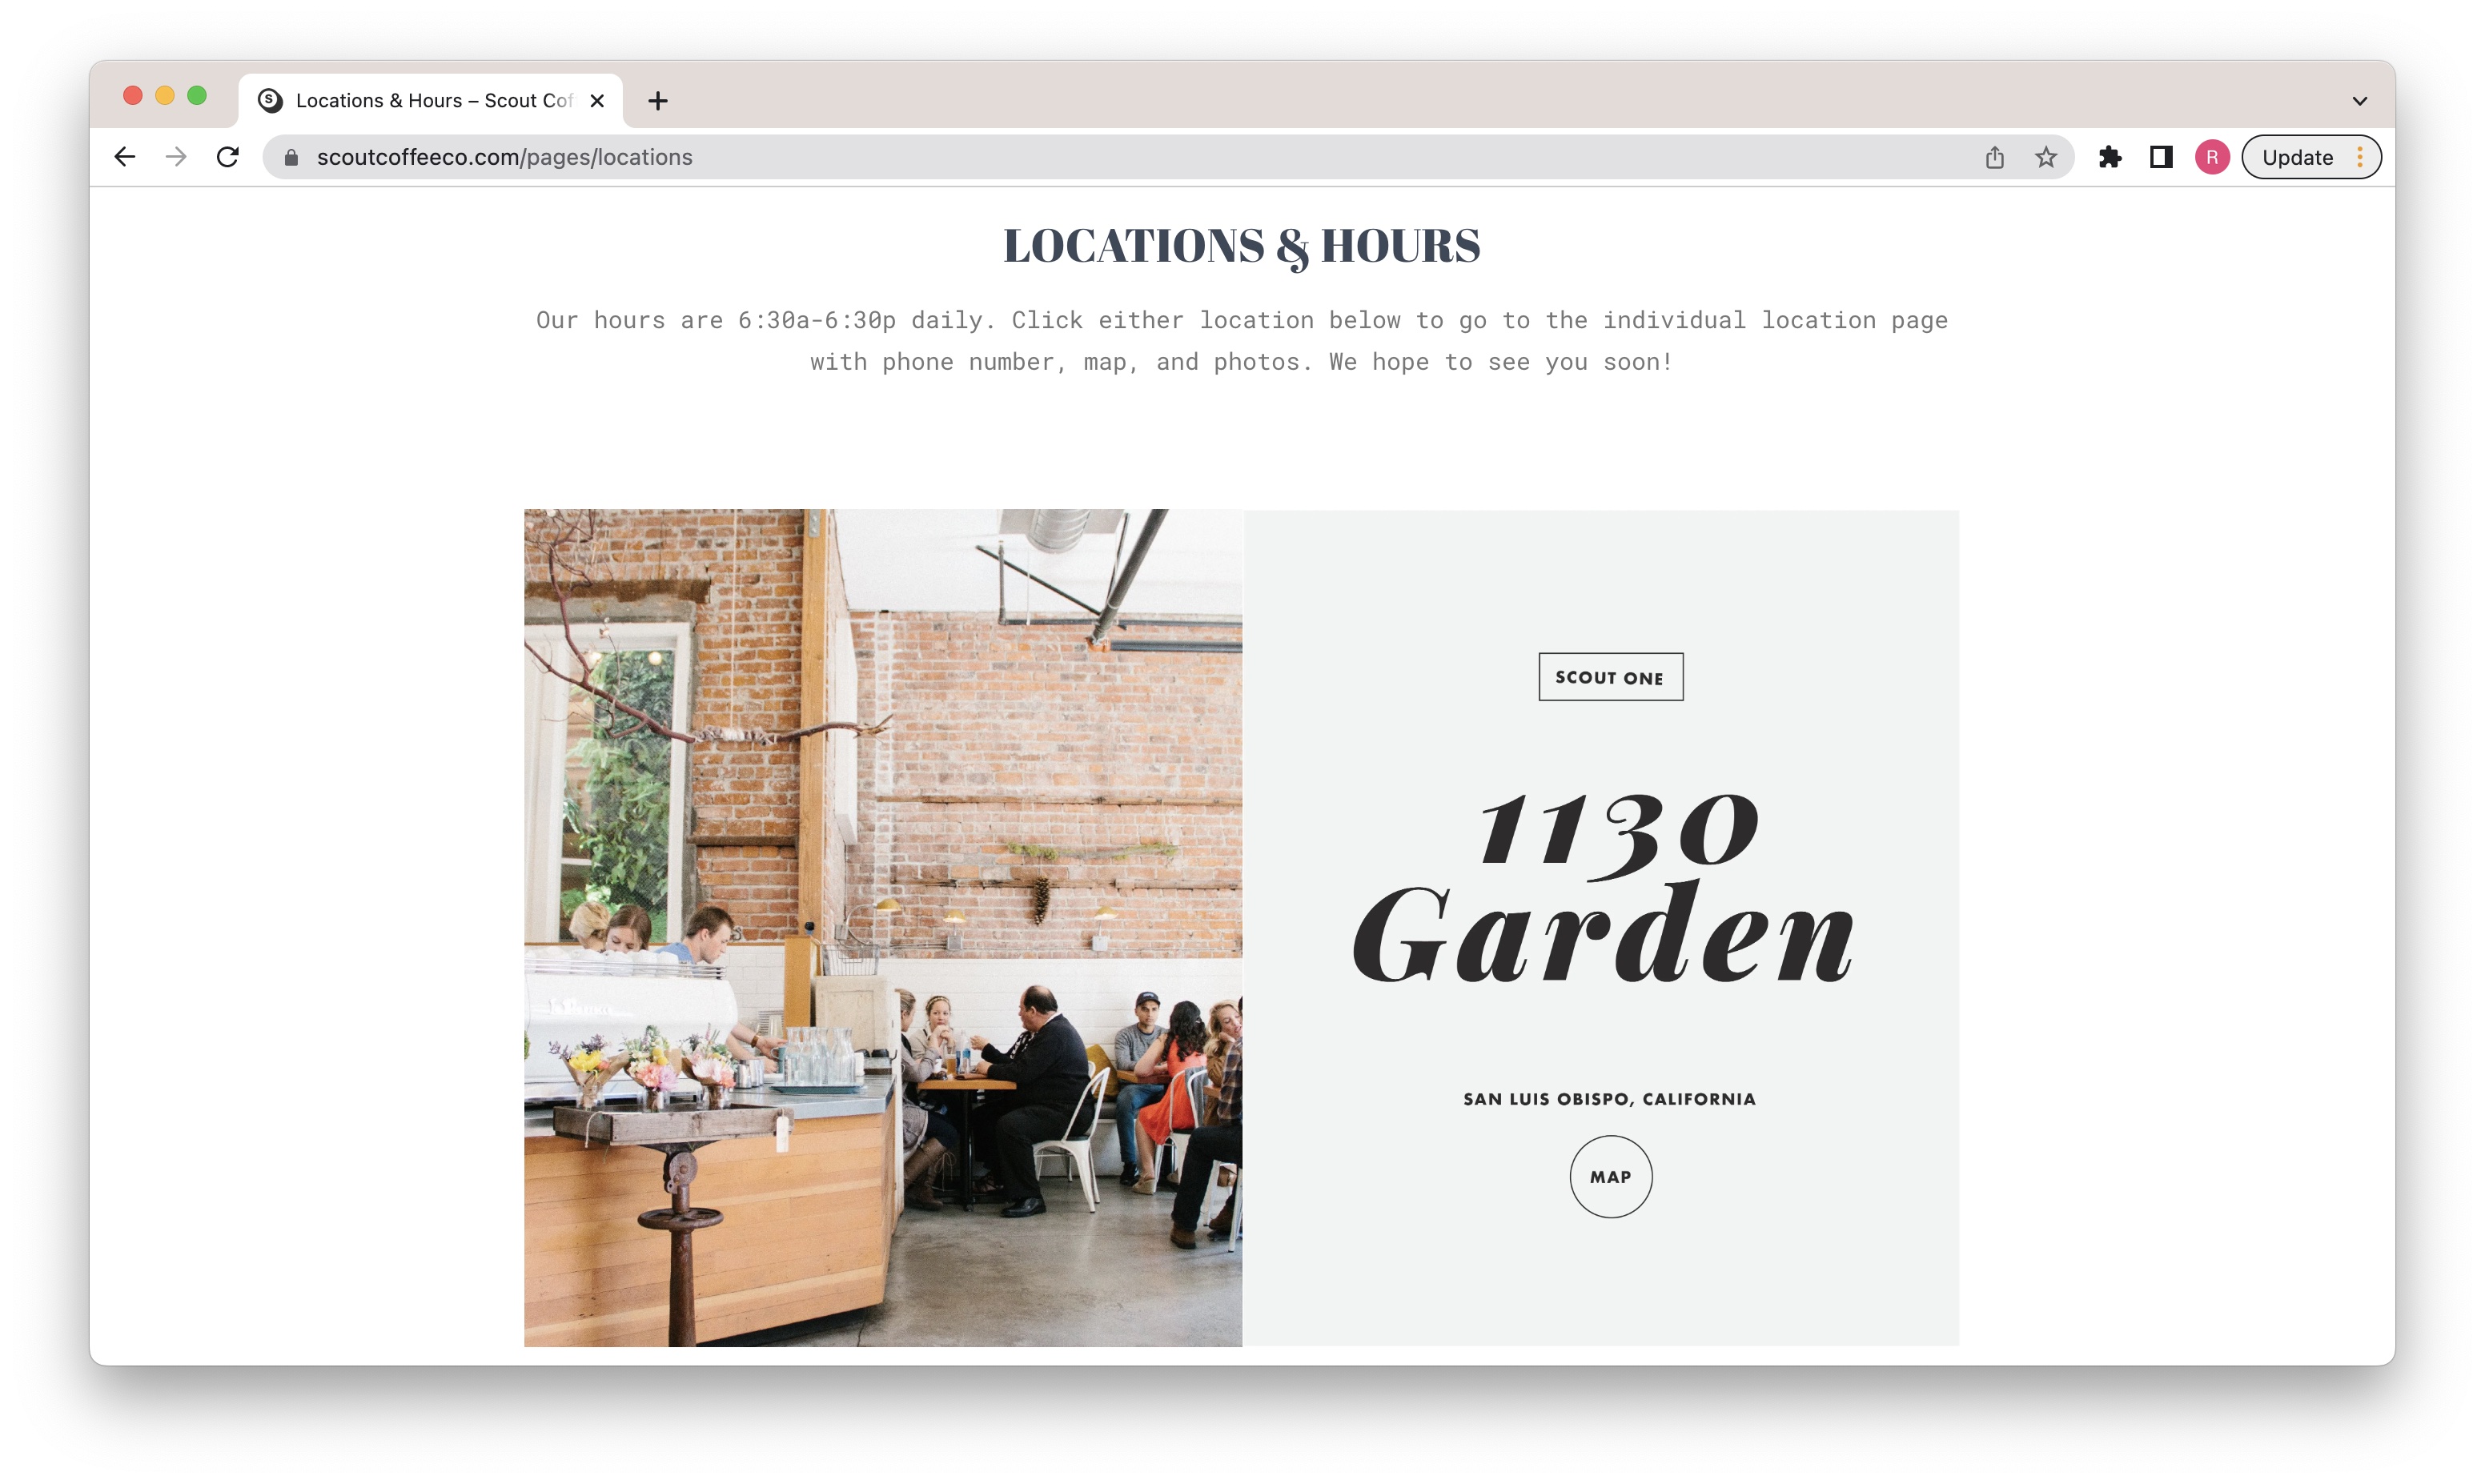 Locations & Hours – Scout Cof
scoutcoffeeco.com/pages/locations
R
Update
LOCATIONS & HOURS
Our hours are 6:30a-6:30p daily. Click either location below to go to the individual location page
with phone number, map, and photos. We hope to see you soon!
SCOUT ONE
1130
Garden
SAN LUIS OBISPO, CALIFORNIA
MAP